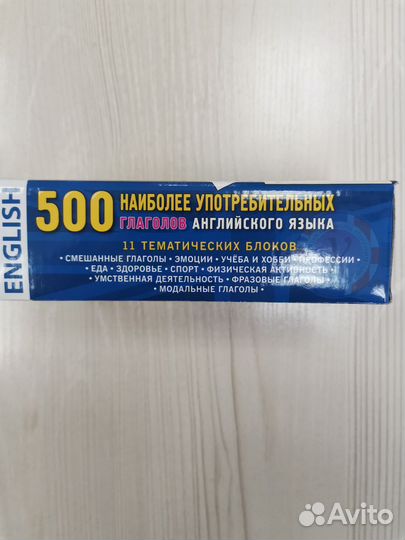 ENGLISH
500 НАИБОЛЕЕ УПОТРЕБИТЕЛЬНЫХ
ГЛАГОЛОВ АНГЛИЙСКОГО ЯЗЫКА
11 ТЕМАТИЧЕСКИХ БЛОКОВ
• СМЕШАННЫЕ ГЛАГОЛЫ • ЭМОЦИИ • УЧЁБА И ХОББИ • ПРОФЕССИИ •
• ЕДА • ЗДОРОВЬЕ • СПОРТ • ФИЗИЧЕСКАЯ АКТИВНОСТЬ •
• УМСТВЕННАЯ ДЕЯТЕЛЬНОСТЬ • ФРАЗОВЫЕ ГЛАГОЛЫ •
• МОДАЛЬНЫЕ ГЛАГОЛЫ •
Avito